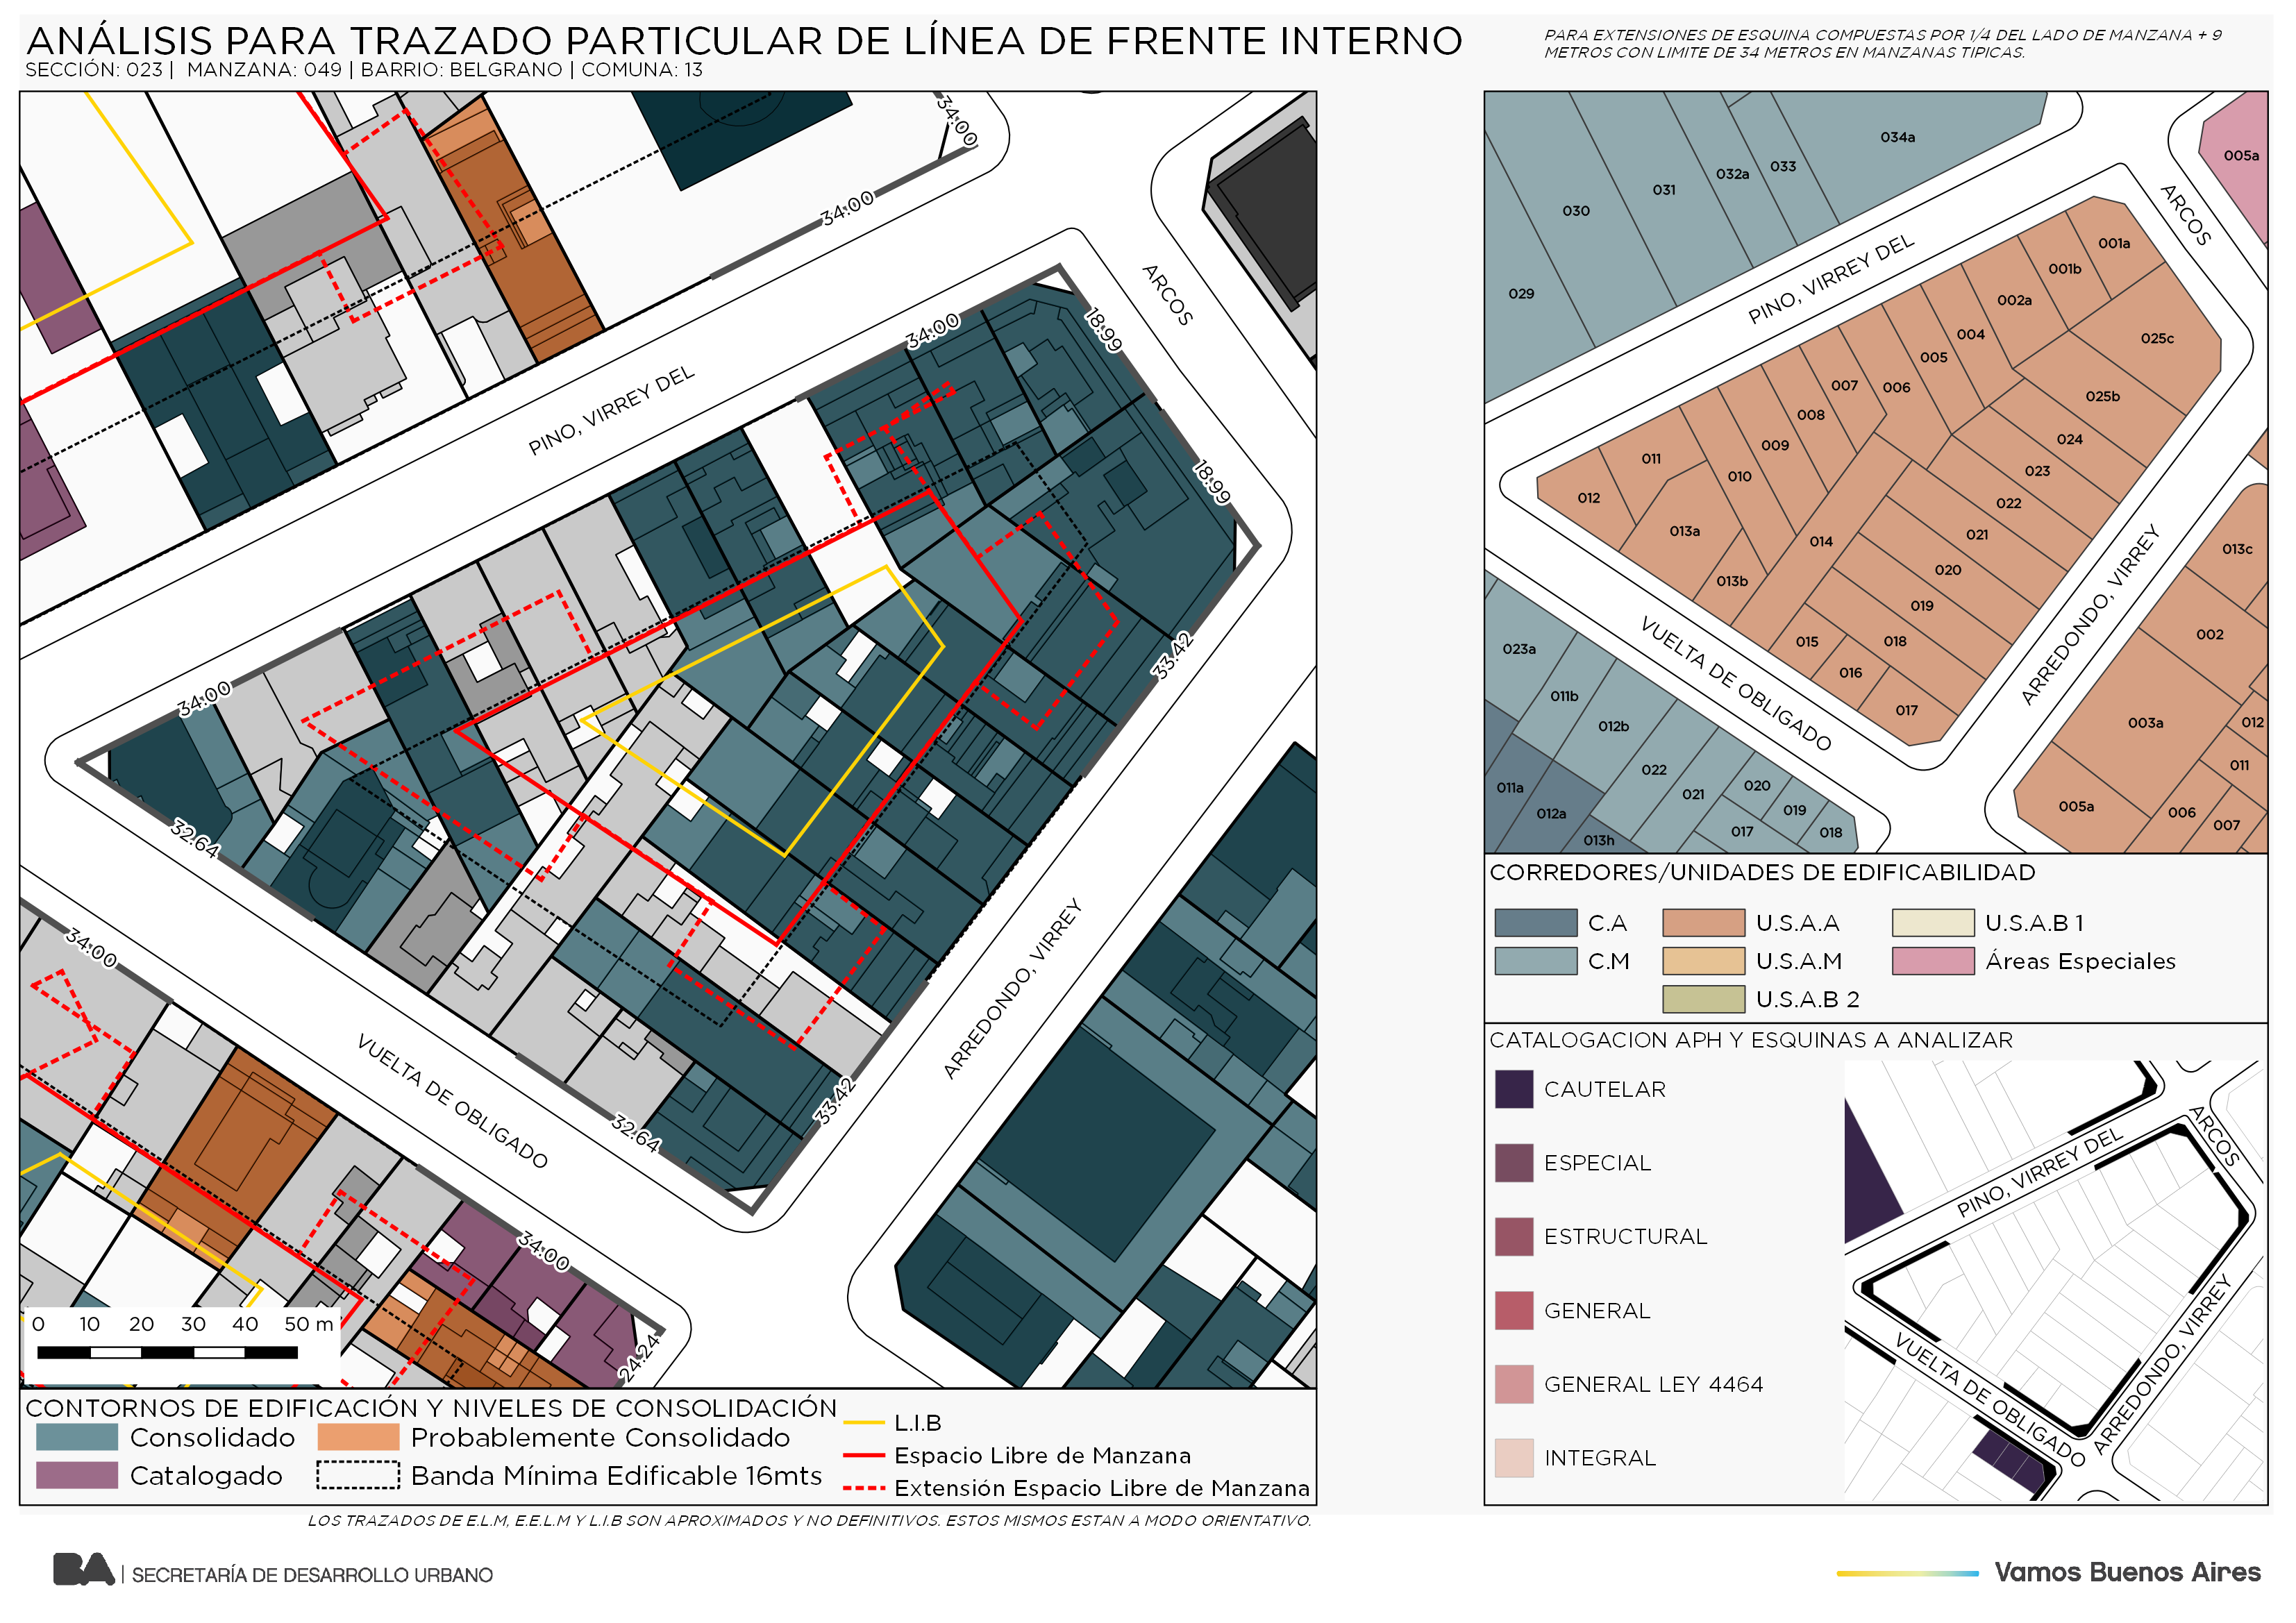 ANÁLISIS PARA TRAZADO PARTICULAR DE LÍNEA DE FRENTE INTERNO
SECCIÓN: 023 | MANZANA: 049 | BARRIO: BELGRANO | COMUNA: 13
PARA EXTENSIONES DE ESQUINA COMPUESTAS POR 1/4 DEL LADO DE MANZANA + 9
METROS CON LIMITE DE 34 METROS EN MANZANAS TIPICAS.
34:00
34:00
ARCOS
18:99
34:00
PINO, VIRREY DEL
18:99
34:00
33:42
32:64
34:00
ARREDONDO, VIRREY
VUELTA DE OBLIGADO
33:42
32:64
34:00
24:24
0 10 20 30 40 50 m
CONTORNOS DE EDIFICACIÓN Y NIVELES DE CONSOLIDACIÓN
Consolidado
Probablemente Consolidado
Catalogado
Banda Mínima Edificable 16mts
L.I.B
Espacio Libre de Manzana
Extensión Espacio Libre de Manzana
LOS TRAZADOS DE E.L.M, E.E.L.M Y L.I.B SON APROXIMADOS Y NO DEFINITIVOS. ESTOS MISMOS ESTAN A MODO ORIENTATIVO.
034a
005a
033
032a
031
030
ARCOS
001a
PINO, VIRREY DEL
001b
029
002a
004
025c
005
007
006
025b
008
024
009
011
023
010
012
022
013a
021
014
013c
020
013b
019
002
018
015
VUELTA DE OBLIGADO
ARREDONDO, VIRREY
023a
016
011b
017
003a
012
012b
022
011
020
011a
021
019
005a
012a
006
018
017
007
013h
CORREDORES/UNIDADES DE EDIFICABILIDAD
C.A
U.S.A.A
U.S.A.B 1
C.M
U.S.A.M
Áreas Especiales
U.S.A.B 2
CATALOGACION APH Y ESQUINAS A ANALIZAR
CAUTELAR
ESPECIAL
ESTRUCTURAL
GENERAL
GENERAL LEY 4464
INTEGRAL
ARCOS
PINO, VIRREY DEL
ARREDONDO, VIRREY
VUELTA DE OBLIGADO
BA | SECRETARÍA DE DESARROLLO URBANO
Vamos Buenos Aires